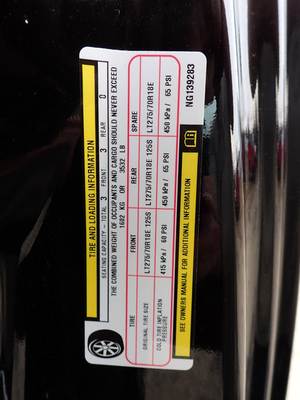 TIRE AND LOADING INFORMATION
SEATING CAPACITY - TOTAL 3 FRONT 3 REAR 0
THE COMBINED WEIGHT OF OCCUPANTS AND CARGO SHOULD NEVER EXCEED
1602 KG OR 3532 LB
TIRE FRONT REAR SPARE
ORIGINAL TIRE SIZE LT275/70R18E 125S LT275/70R18E 125S LT275/70R18E
COLD TIRE INFLATION PRESSURE 415 kPa / 60 PSI 450 kPa / 65 PSI 450 kPa / 65 PSI
SEE OWNERS MANUAL FOR ADDITIONAL INFORMATION
NG139283